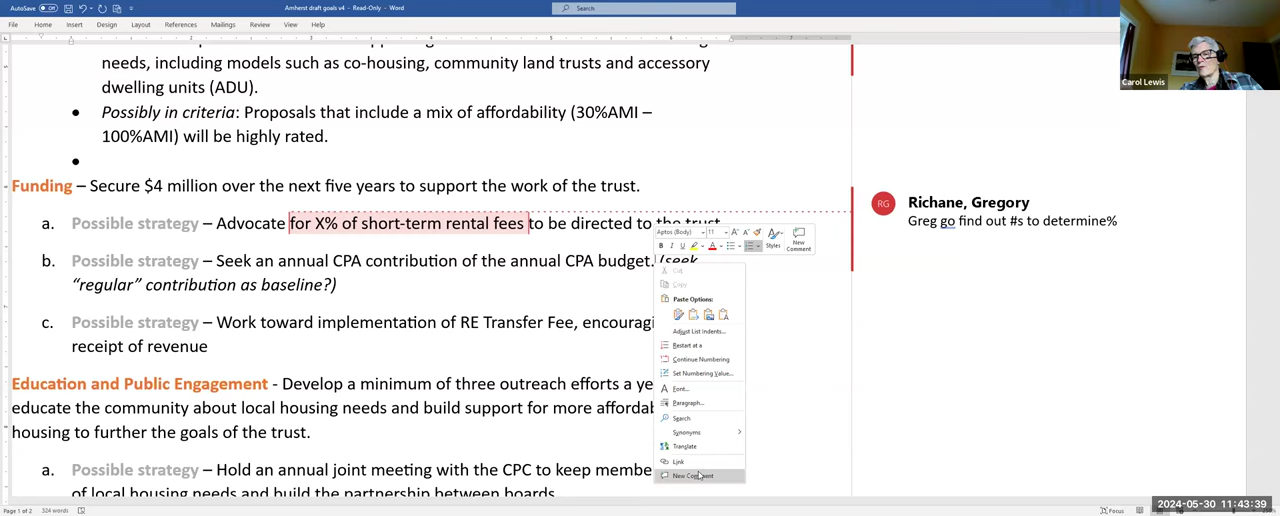 AutoSave Off Amherst draft goals v4 - Read-Only - Word Search
File Home Insert Draw Design Layout References Mailings Review View Help
needs, including models such as co-housing, community land trusts and accessory
dwelling units (ADU).
• Possibly in criteria: Proposals that include a mix of affordability (30%AMI –
100%AMI) will be highly rated.
•
Funding – Secure $4 million over the next five years to support the work of the trust.
a. Possible strategy – Advocate for X% of short-term rental fees to be directed to the trust
b. Possible strategy – Seek an annual CPA contribution of the annual CPA budget. (seek
“regular” contribution as baseline?)
c. Possible strategy – Work toward implementation of RE Transfer Fee, encouragi
receipt of revenue
Education and Public Engagement - Develop a minimum of three outreach efforts a ye
educate the community about local housing needs and build support for more affordab
housing to further the goals of the trust.
a. Possible strategy – Hold an annual joint meeting with the CPC to keep membe
of local housing needs and build the partnership between boards
RG Richane, Gregory
Greg go find out #s to determine%
Carol Lewis
Aptos (Body) 11
B I U Styles New
Comment
Cut
Copy
Paste Options:
Adjust List Indents...
Restart at a
Continue Numbering
Set Numbering Value...
Font...
Paragraph...
Search
Synonyms
Translate
Link
New Comment
Page 1 of 2 324 words Focus
2024-05-30 11:43:39